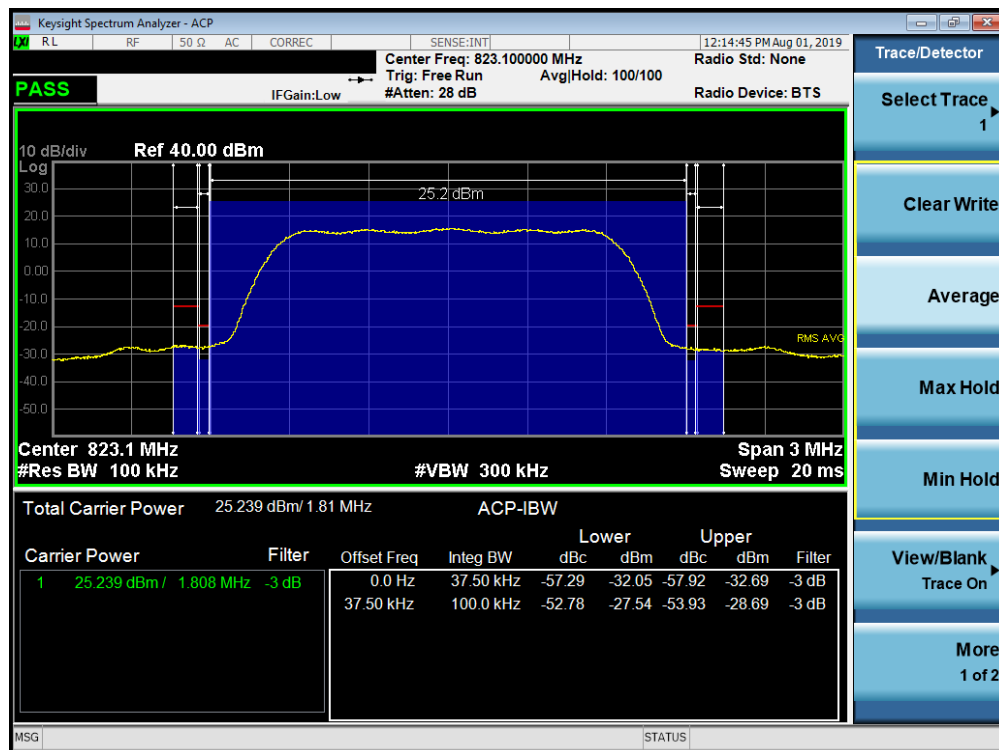 Keysight Spectrum Analyzer - ACP
LXI RL RF 50 Ω AC CORREC SENSE:INT 12:14:45 PM Aug 01, 2019
Center Freq: 823.100000 MHz Radio Std: None
Trig: Free Run Avg|Hold: 100/100
PASS IFGain:Low #Atten: 28 dB Radio Device: BTS
10 dB/div Ref 40.00 dBm
Log
30.0
25.2 dBm
20.0
10.0
0.00
-10.0
-20.0
RMS AVG
-30.0
-40.0
-50.0
Center 823.1 MHz Span 3 MHz
#Res BW 100 kHz #VBW 300 kHz Sweep 20 ms
Total Carrier Power 25.239 dBm/ 1.81 MHz ACP-IBW
Lower Upper
Carrier Power Filter Offset Freq Integ BW dBc dBm dBc dBm Filter
1 25.239 dBm / 1.808 MHz -3 dB 0.0 Hz 37.50 kHz -57.29 -32.05 -57.92 -32.69 -3 dB
37.50 kHz 100.0 kHz -52.78 -27.54 -53.93 -28.69 -3 dB
MSG STATUS
Trace/Detector
Select Trace
1
Clear Write
Average
Max Hold
Min Hold
View/Blank
Trace On
More
1 of 2